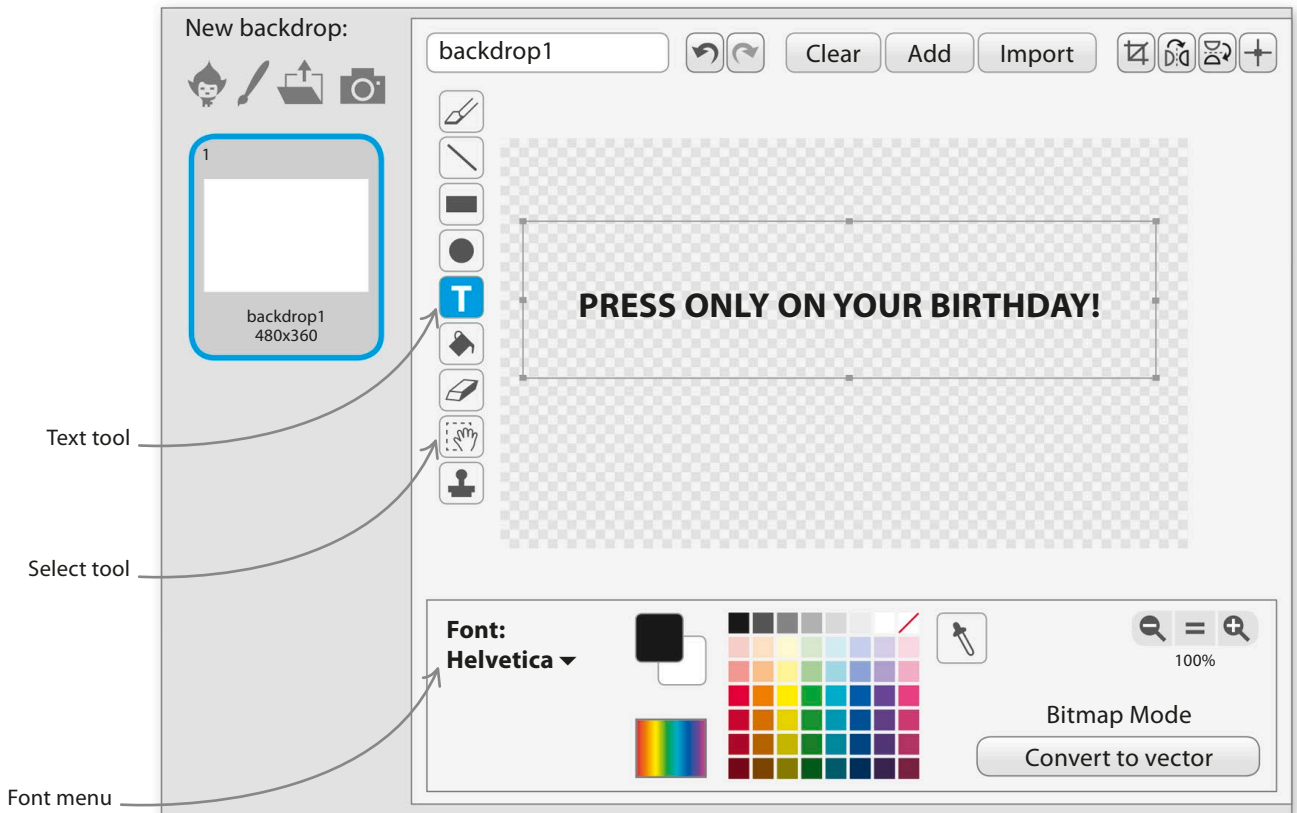 New backdrop:
backdrop1
Clear
Add
Import
1
backdrop1
480x360
T
PRESS ONLY ON YOUR BIRTHDAY!
Text tool
Select tool
Font menu
Font:
Helvetica
100%
Bitmap Mode
Convert to vector